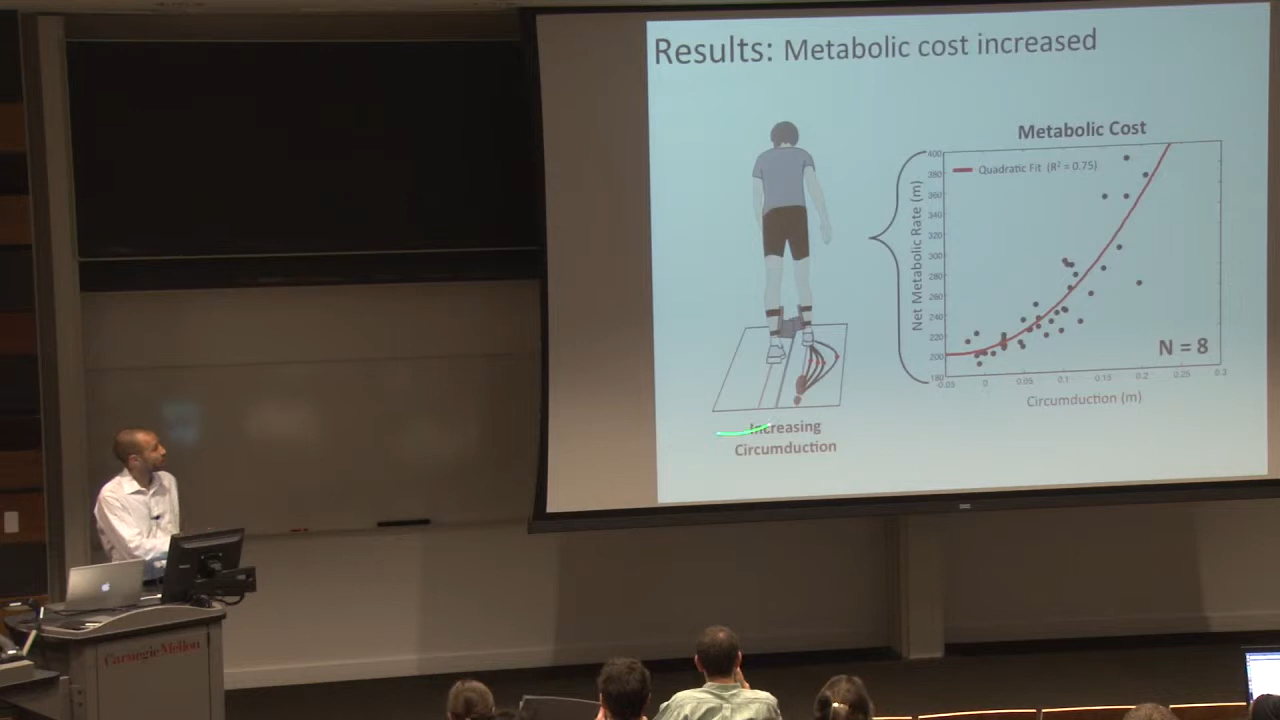 Results: Metabolic cost increased
Metabolic Cost
Quadratic Fit (R² = 0.75)
Net Metabolic Rate (m)
400
380
360
340
320
300
280
260
240
220
200
180
-0.05
0
0.05
0.1
0.15
0.2
0.25
0.3
N = 8
Circumduction (m)
Increasing
Circumduction
Carnegie Mellon